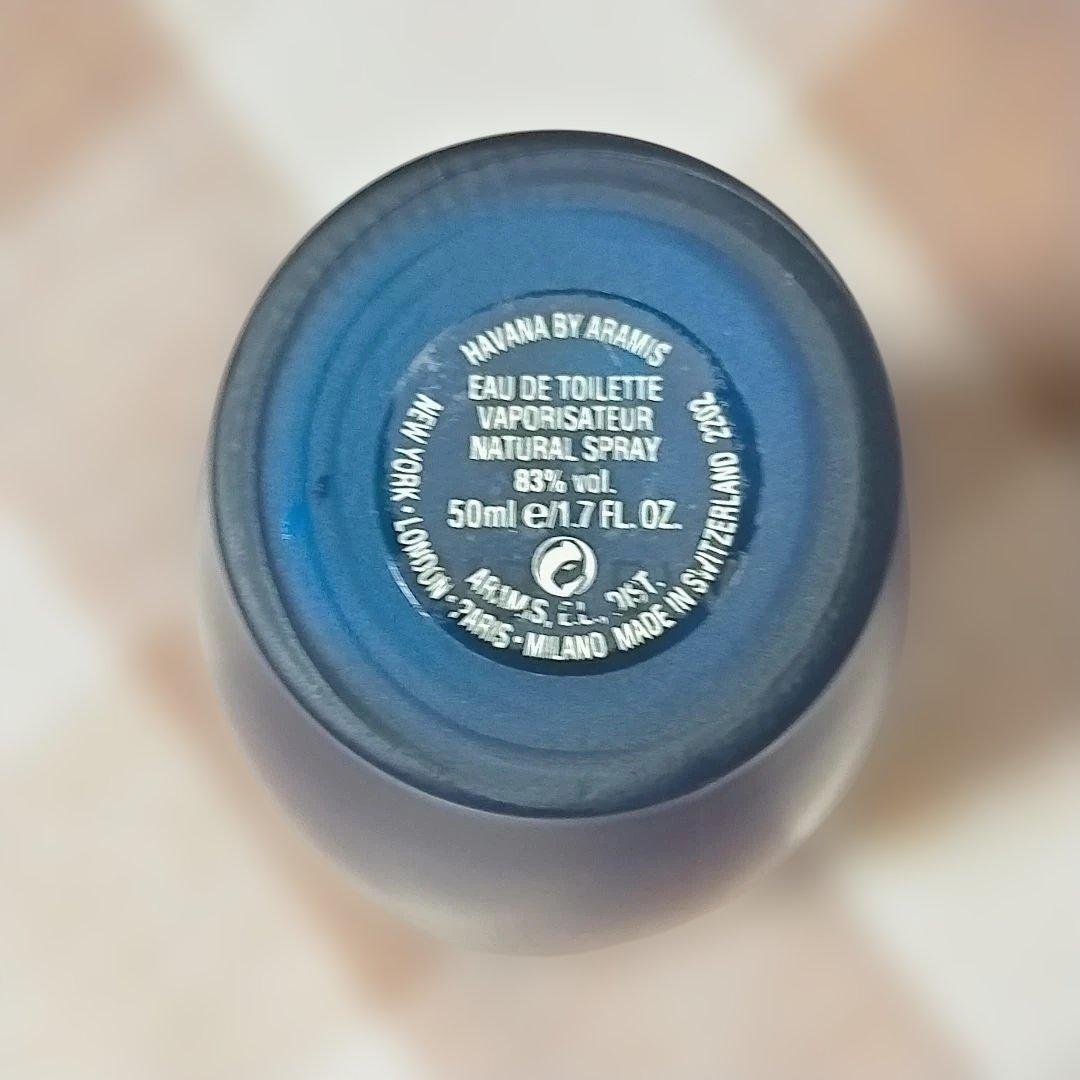 HAVANA BY ARAMIS
EAU DE TOILETTE
VAPORISATEUR
NATURAL SPRAY
83% vol.
50ml e/1.7 FL. OZ.
ARAMIS, DIST.
NEW YORK • LONDON • PARIS • MILANO MADE IN SWITZERLAND 2202